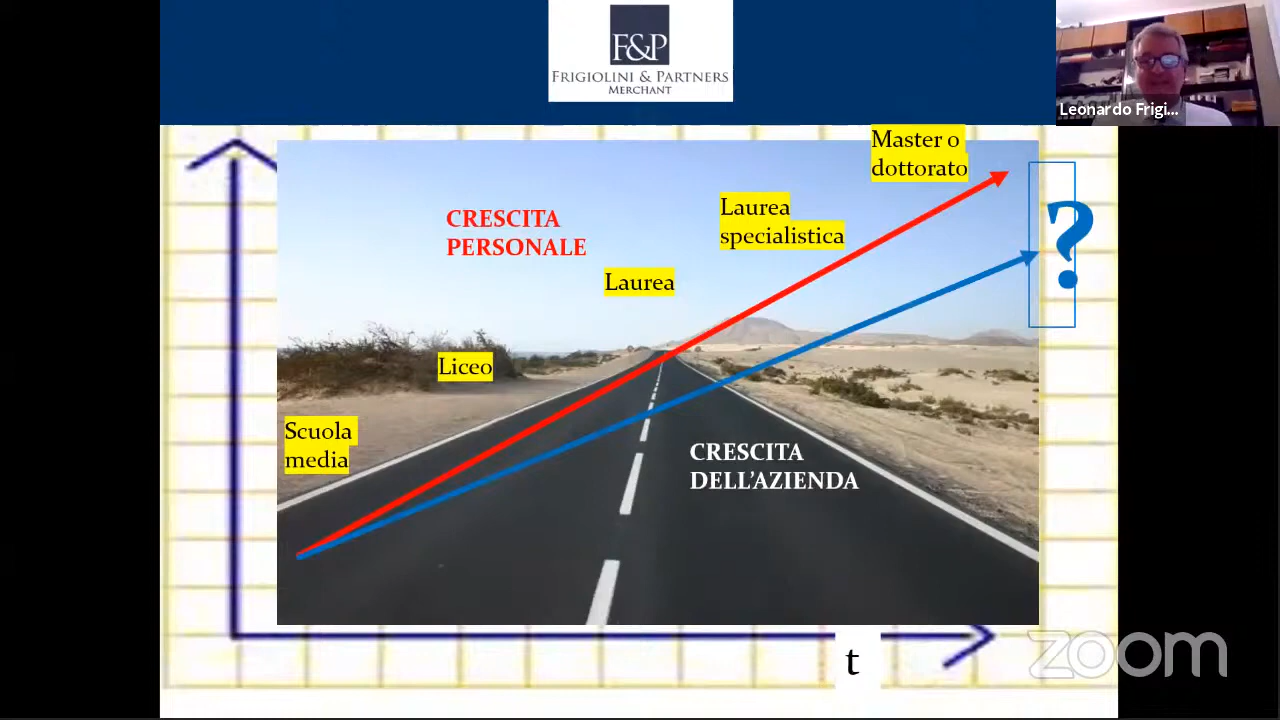 F&P
FRIGIOLINI & PARTNERS
MERCHANT
Leonardo Frigi...
Master o
dottorato
Laurea
specialistica
CRESCITA
PERSONALE
?
Laurea
Liceo
Scuola
media
CRESCITA
DELL'AZIENDA
t
zoom